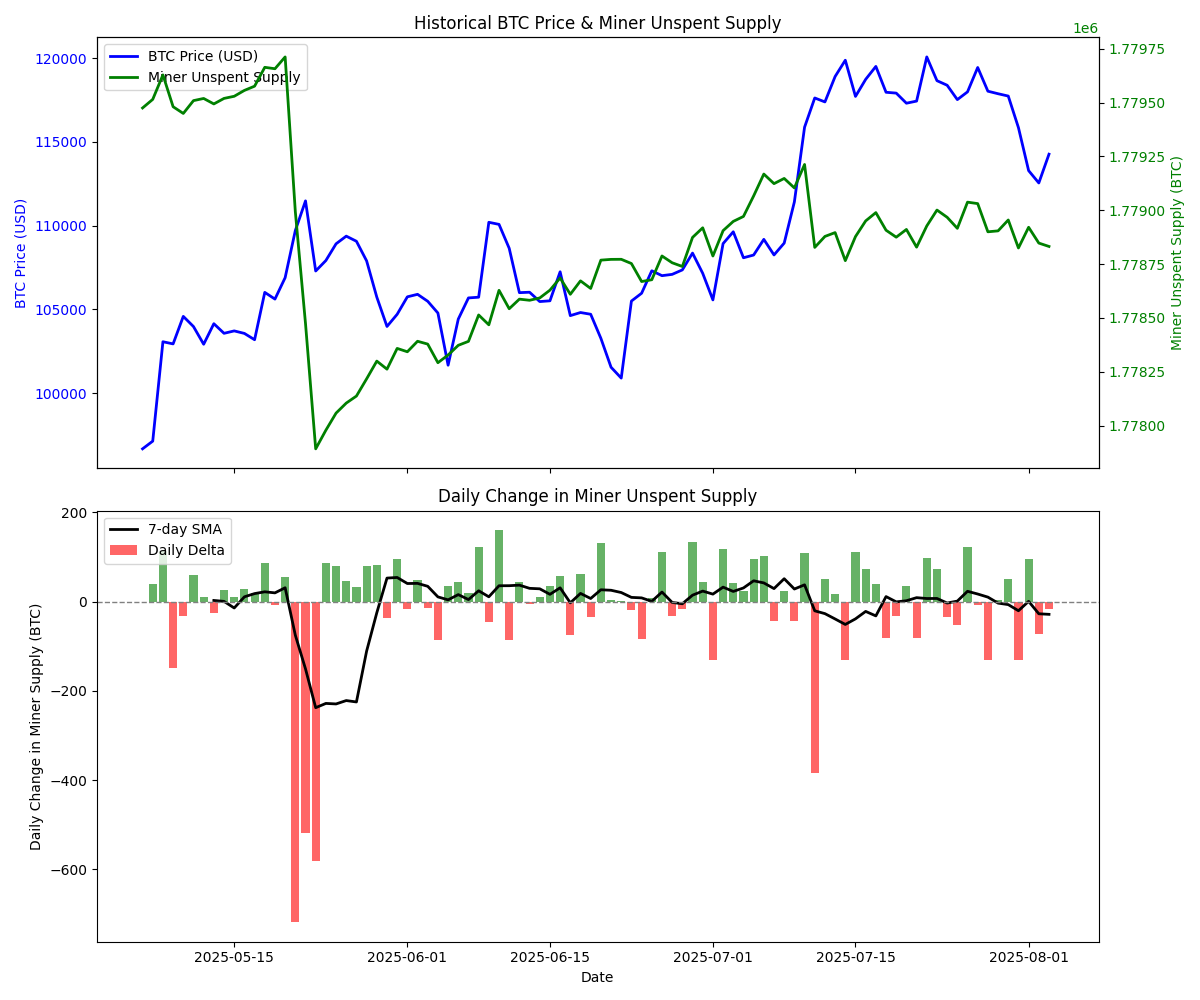 Historical BTC Price & Miner Unspent Supply
1e6
BTC Price (USD)
Miner Unspent Supply
120000
115000
110000
105000
100000
BTC Price (USD)
1.77975
1.77950
1.77925
1.77900
1.77875
1.77850
1.77825
1.77800
Miner Unspent Supply (BTC)
Daily Change in Miner Unspent Supply
7-day SMA
Daily Delta
200
0
−200
−400
−600
Daily Change in Miner Supply (BTC)
2025-05-15
2025-06-01
2025-06-15
2025-07-01
2025-07-15
2025-08-01
Date